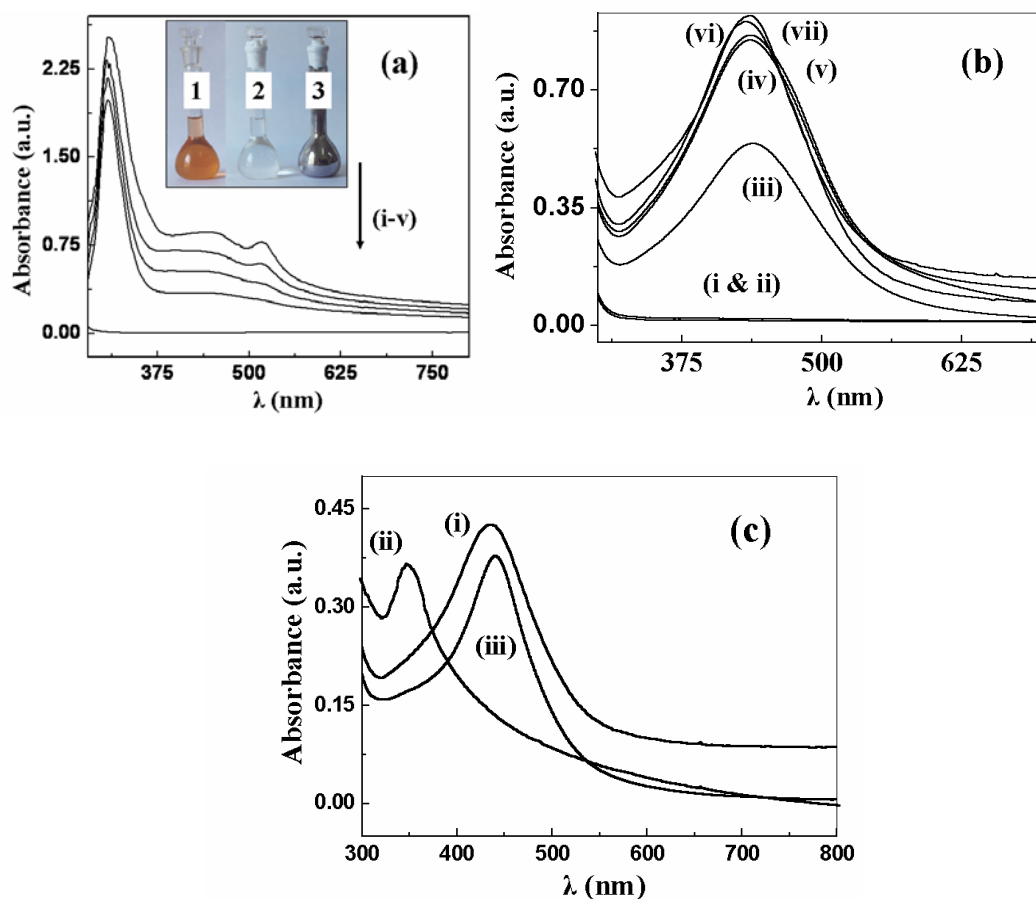 (a)
1 2 3
(i-v)
2.25
1.50
0.75
0.00
Absorbance (a.u.)
375 500 625 750
λ (nm)
(b)
(vi) (vii)
(v)
(iv)
(iii)
(i & ii)
0.70
0.35
0.00
Absorbance (a.u.)
375 500 625
λ (nm)
(c)
(i)
(ii)
(iii)
0.45
0.30
0.15
0.00
Absorbance (a.u.)
300 400 500 600 700 800
λ (nm)